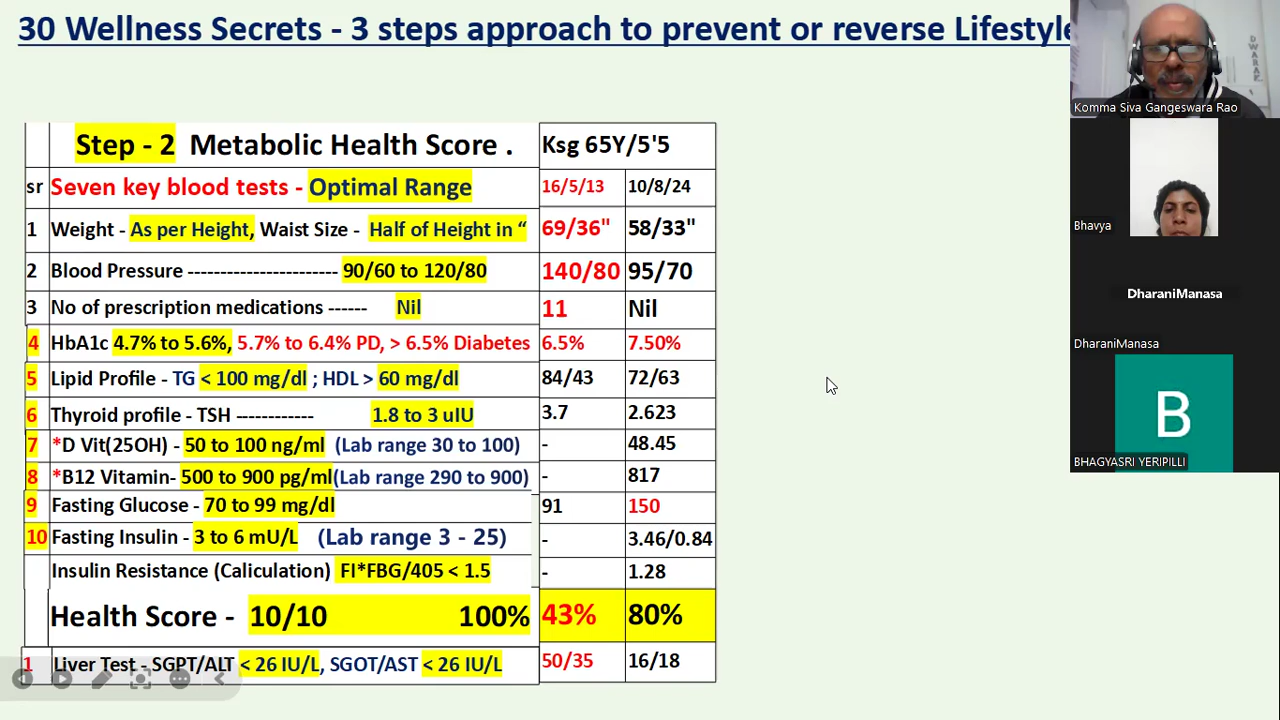 30 Wellness Secrets - 3 steps approach to prevent or reverse Lifestyle
Step - 2 Metabolic Health Score . Ksg 65Y/5'5
sr Seven key blood tests - Optimal Range 16/5/13 10/8/24
1 Weight - As per Height, Waist Size - Half of Height in “ 69/36" 58/33"
2 Blood Pressure ----------------------- 90/60 to 120/80 140/80 95/70
3 No of prescription medications ------ Nil 11 Nil
4 HbA1c 4.7% to 5.6%, 5.7% to 6.4% PD, > 6.5% Diabetes 6.5% 7.50%
5 Lipid Profile - TG < 100 mg/dl ; HDL > 60 mg/dl 84/43 72/63
6 Thyroid profile - TSH ------------ 1.8 to 3 uIU 3.7 2.623
7 *D Vit(25OH) - 50 to 100 ng/ml (Lab range 30 to 100) - 48.45
8 *B12 Vitamin- 500 to 900 pg/ml(Lab range 290 to 900) - 817
9 Fasting Glucose - 70 to 99 mg/dl 91 150
10 Fasting Insulin - 3 to 6 mU/L (Lab range 3 - 25) - 3.46/0.84
Insulin Resistance (Caliculation) FI*FBG/405 < 1.5 - 1.28
Health Score - 10/10 100% 43% 80%
1 Liver Test - SGPT/ALT < 26 IU/L, SGOT/AST < 26 IU/L 50/35 16/18
DWARAK
Komma Siva Gangeswara Rao
Bhavya
DharaniManasa
DharaniManasa
B
BHAGYASRI YERIPILLI